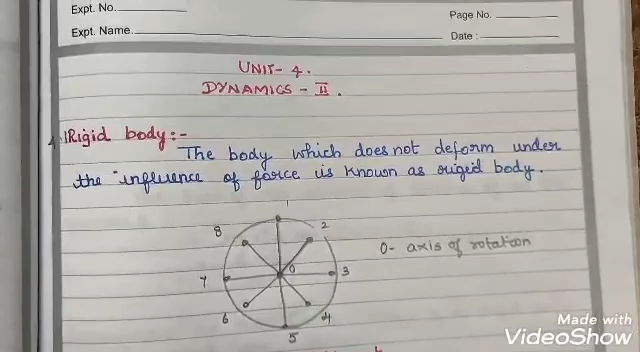 Expt. No.
Page No.
Expt. Name
Date :
UNIT- 4.
DYNAMICS - II.
Rigid body:-
The body which does not deform under
the influence of force is known as rigid body.
1
8
2
0
0- axis of rotation
7
3
6
4
5
Made with
VideoShow